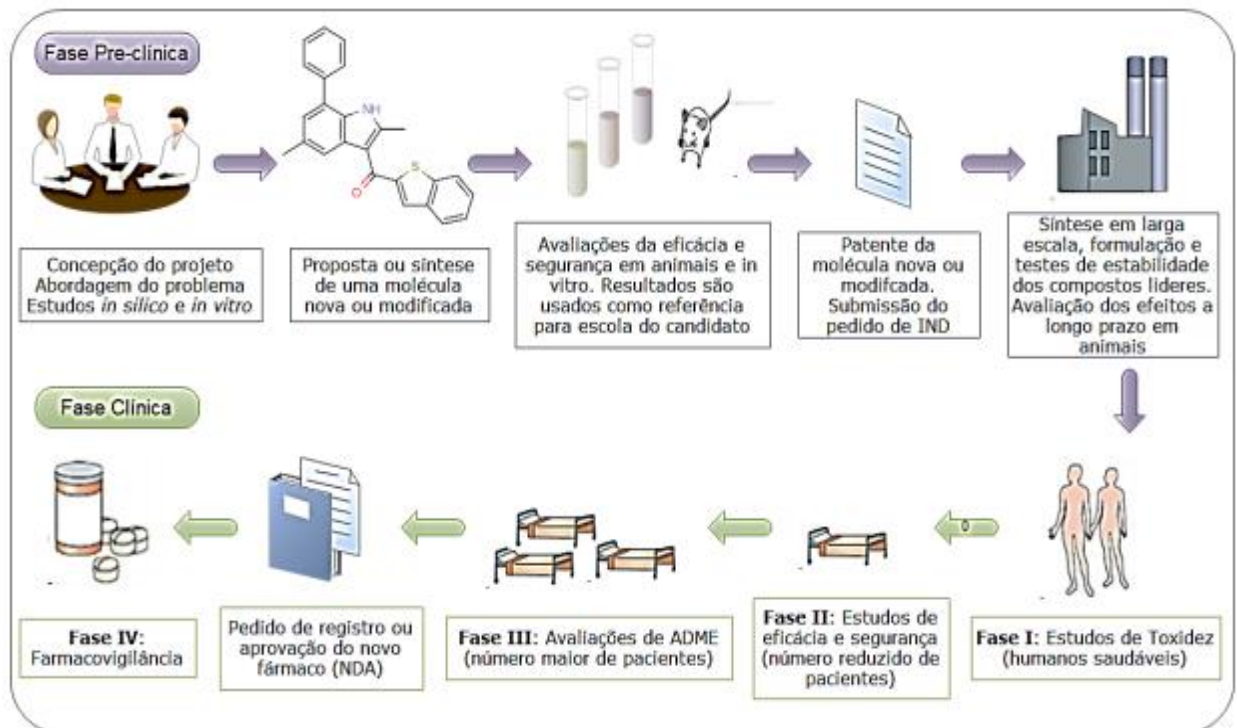 Fase Pre-clínica
NH
S
O
Concepção do projeto
Abordagem do problema
Estudos in silico e in vitro
Proposta ou síntese
de uma molécula
nova ou modificada
Avaliações da eficácia e
segurança em animais e in
vitro. Resultados são
usados como referência
para escola do candidato
Patente da
molécula nova ou
modifcada.
Submissão do
pedido de IND
Síntese em larga
escala, formulação e
testes de estabilidade
dos compostos lideres.
Avaliação dos efeitos a
longo prazo em
animais
Fase Clínica
0
Fase IV:
Farmacovigilância
Pedido de registro ou
aprovação do novo
fármaco (NDA)
Fase III: Avaliações de ADME
(número maior de pacientes)
Fase II: Estudos de
eficácia e segurança
(número reduzido de
pacientes)
Fase I: Estudos de Toxidez
(humanos saudáveis)